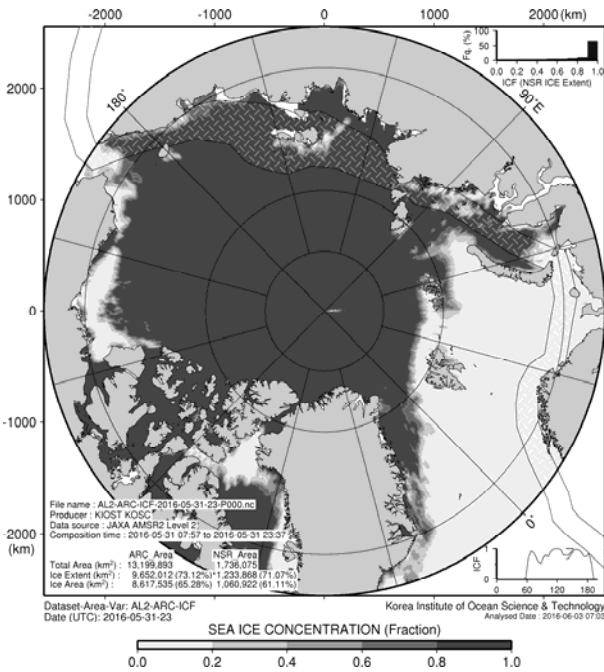 -2000 -1000 0 1000 2000 (km)
Fq. (%)
100
50
0
0.0 0.2 0.4 0.6 0.8 1.0
ICF (NSR ICE Extent)
180°
90°E
2000
1000
0
-1000
-2000
(km)
0°
File name : AL2-ARC-ICF-2016-05-31-23-P000.nc
Producer : KIOST KOSC
Data source : JAXA AMSR2 Level 2
Composition time : 2016-05-31 07:57 to 2016-05-31 23:37
ARC_Area NSR_Area
Total Area (km²) : 13,199,893 1,736,075
Ice Extent (km²) : 9,652,012 (73.12%) 1,233,868 (71.07%)
Ice Area (km²) : 8,617,535 (65.28%) 1,060,922 (61.11%)
ICF
0 60 120 180
Dataset-Area-Var: AL2-ARC-ICF
Date (UTC): 2016-05-31-23
Korea Institute of Ocean Science & Technology
Analysed Date : 2016-06-03 07:03
SEA ICE CONCENTRATION (Fraction)
0.0 0.2 0.4 0.6 0.8 1.0